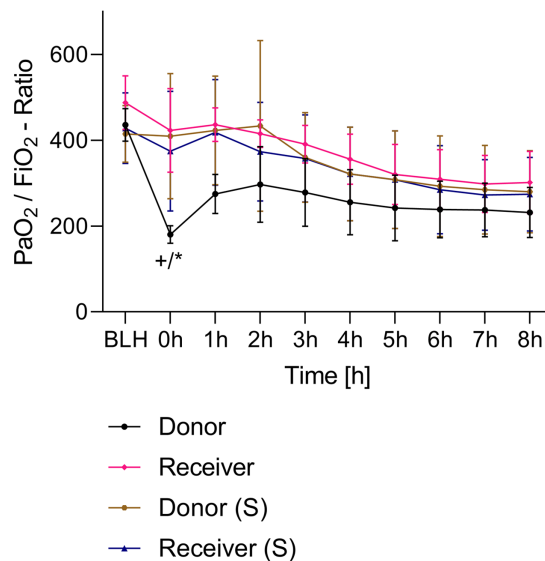 PaO₂ / FiO₂ - Ratio
600
400
200
0
+/*
BLH 0h 1h 2h 3h 4h 5h 6h 7h 8h
Time [h]
Donor
Receiver
Donor (S)
Receiver (S)